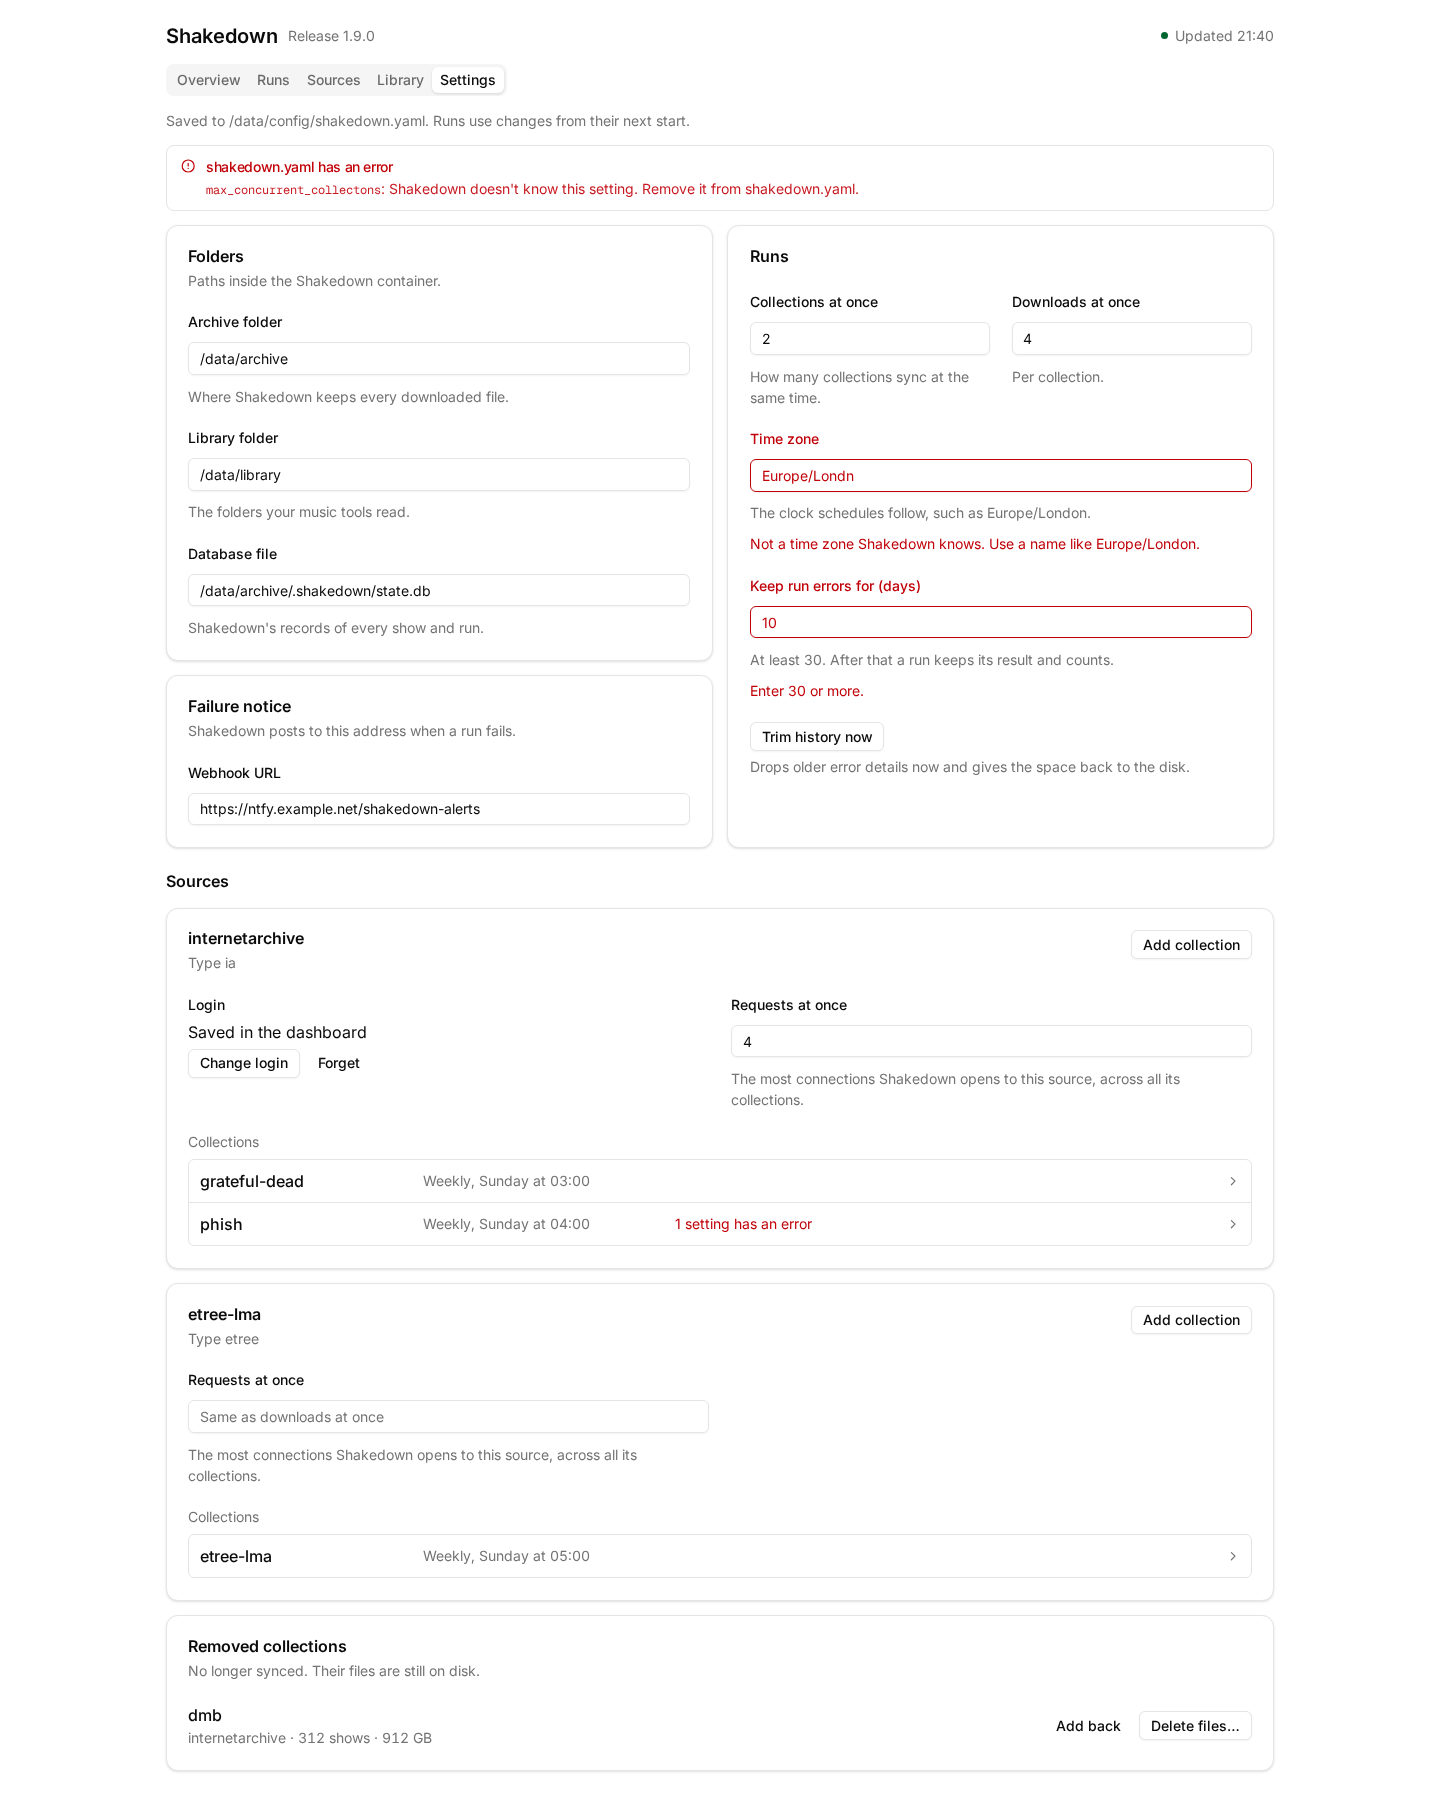 Shakedown Release 1.9.0
Updated 21:40
Overview Runs Sources Library Settings
Saved to /data/config/shakedown.yaml. Runs use changes from their next start.
shakedown.yaml has an error
max_concurrent_collectons: Shakedown doesn't know this setting. Remove it from shakedown.yaml.
Folders
Paths inside the Shakedown container.
Archive folder
/data/archive
Where Shakedown keeps every downloaded file.
Library folder
/data/library
The folders your music tools read.
Database file
/data/archive/.shakedown/state.db
Shakedown's records of every show and run.
Failure notice
Shakedown posts to this address when a run fails.
Webhook URL
https://ntfy.example.net/shakedown-alerts
Runs
Collections at once
2
How many collections sync at the
same time.
Downloads at once
4
Per collection.
Time zone
Europe/Londn
The clock schedules follow, such as Europe/London.
Not a time zone Shakedown knows. Use a name like Europe/London.
Keep run errors for (days)
10
At least 30. After that a run keeps its result and counts.
Enter 30 or more.
Trim history now
Drops older error details now and gives the space back to the disk.
Sources
internetarchive
Type ia
Add collection
Login
Saved in the dashboard
Change login Forget
Requests at once
4
The most connections Shakedown opens to this source, across all its
collections.
Collections
grateful-dead Weekly, Sunday at 03:00
phish Weekly, Sunday at 04:00 1 setting has an error
etree-lma
Type etree
Add collection
Requests at once
Same as downloads at once
The most connections Shakedown opens to this source, across all its
collections.
Collections
etree-lma Weekly, Sunday at 05:00
Removed collections
No longer synced. Their files are still on disk.
dmb
internetarchive · 312 shows · 912 GB
Add back Delete files...